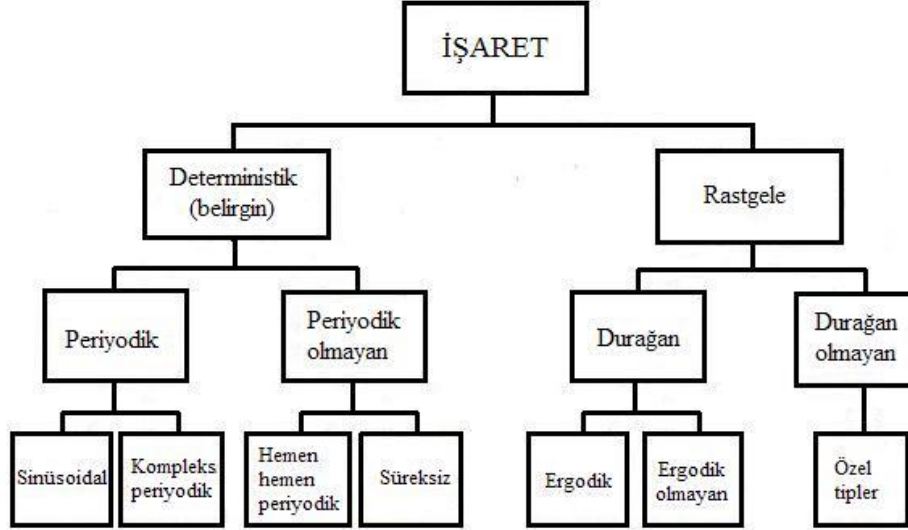 İŞARET
Deterministik
(belirgin)
Rastgele
Periyodik
Periyodik
olmayan
Durağan
Durağan
olmayan
Sinüsoidal
Kompleks
periyodik
Hemen
hemen
periyodik
Süreksiz
Ergodik
Ergodik
olmayan
Özel
tipler